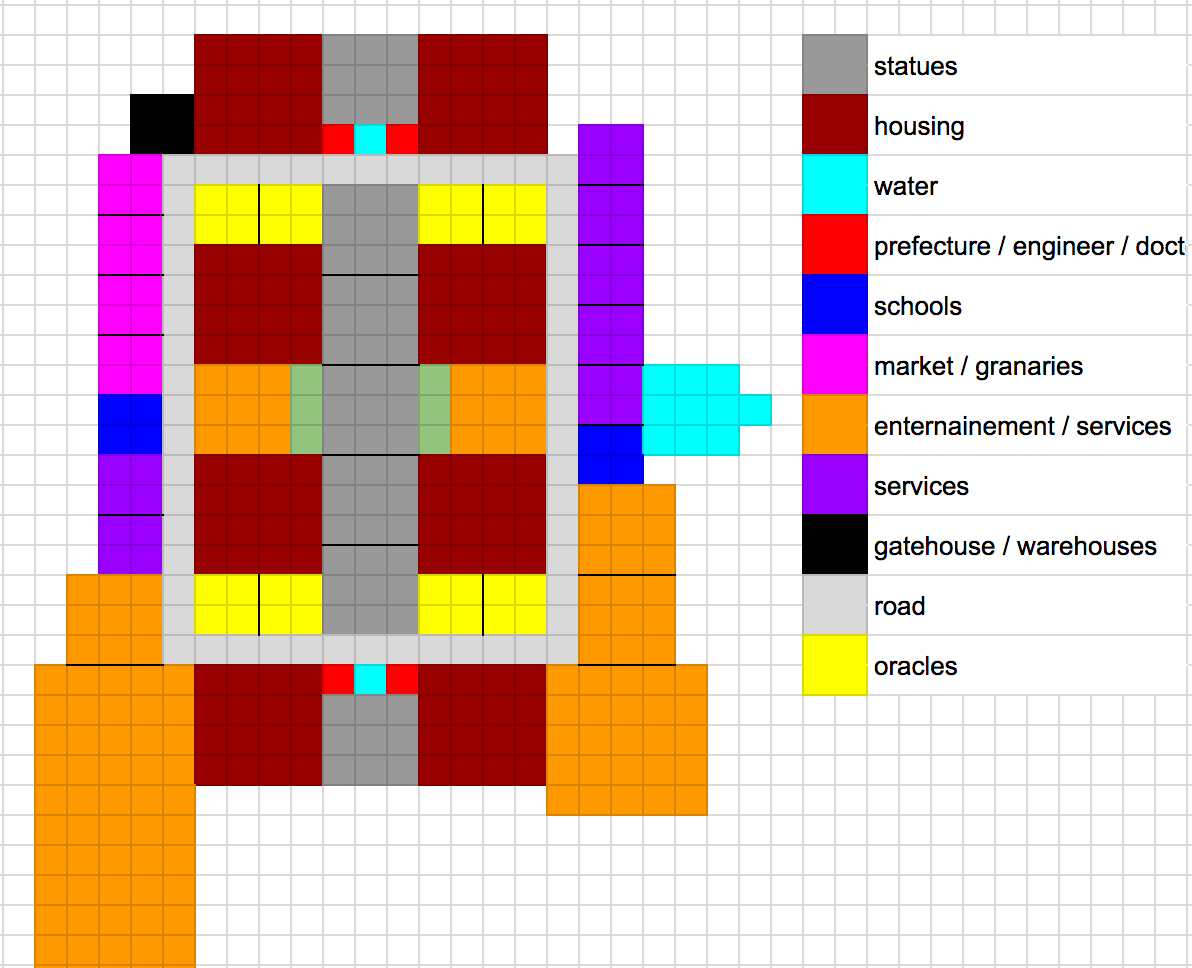 statues
housing
water
prefecture / engineer / doct
schools
market / granaries
enternainement / services
services
gatehouse / warehouses
road
oracles